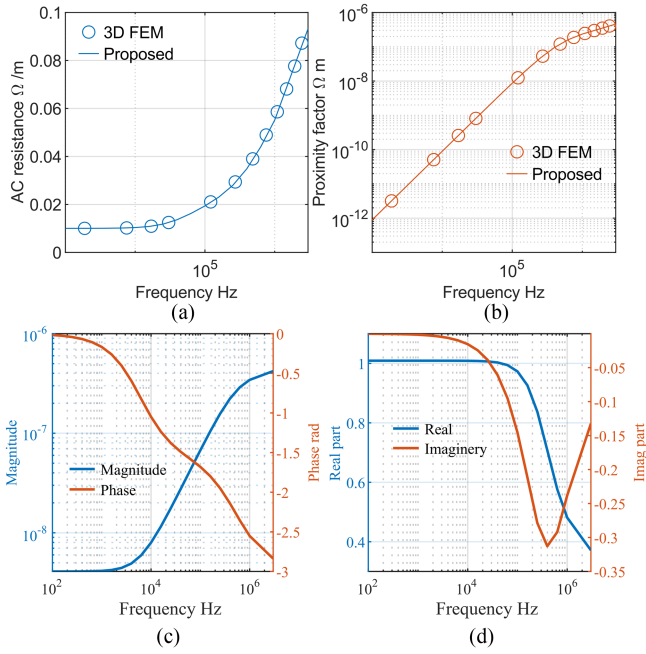 0.1
0.08
0.06
0.04
0.02
0
AC resistance Ω /m
3D FEM
Proposed
10^5
Frequency Hz
(a)
10^-6
10^-8
10^-10
10^-12
Proximity factor Ω m
3D FEM
Proposed
10^5
Frequency Hz
(b)
10^-6
10^-7
10^-8
Magnitude
Magnitude
Phase
0
-0.5
-1
-1.5
-2
-2.5
-3
Phase rad
10^2
10^4
10^6
Frequency Hz
(c)
1
0.8
0.6
0.4
Real part
Real
Imaginery
-0.05
-0.1
-0.15
-0.2
-0.25
-0.3
-0.35
Imag part
10^2
10^4
10^6
Frequency Hz
(d)